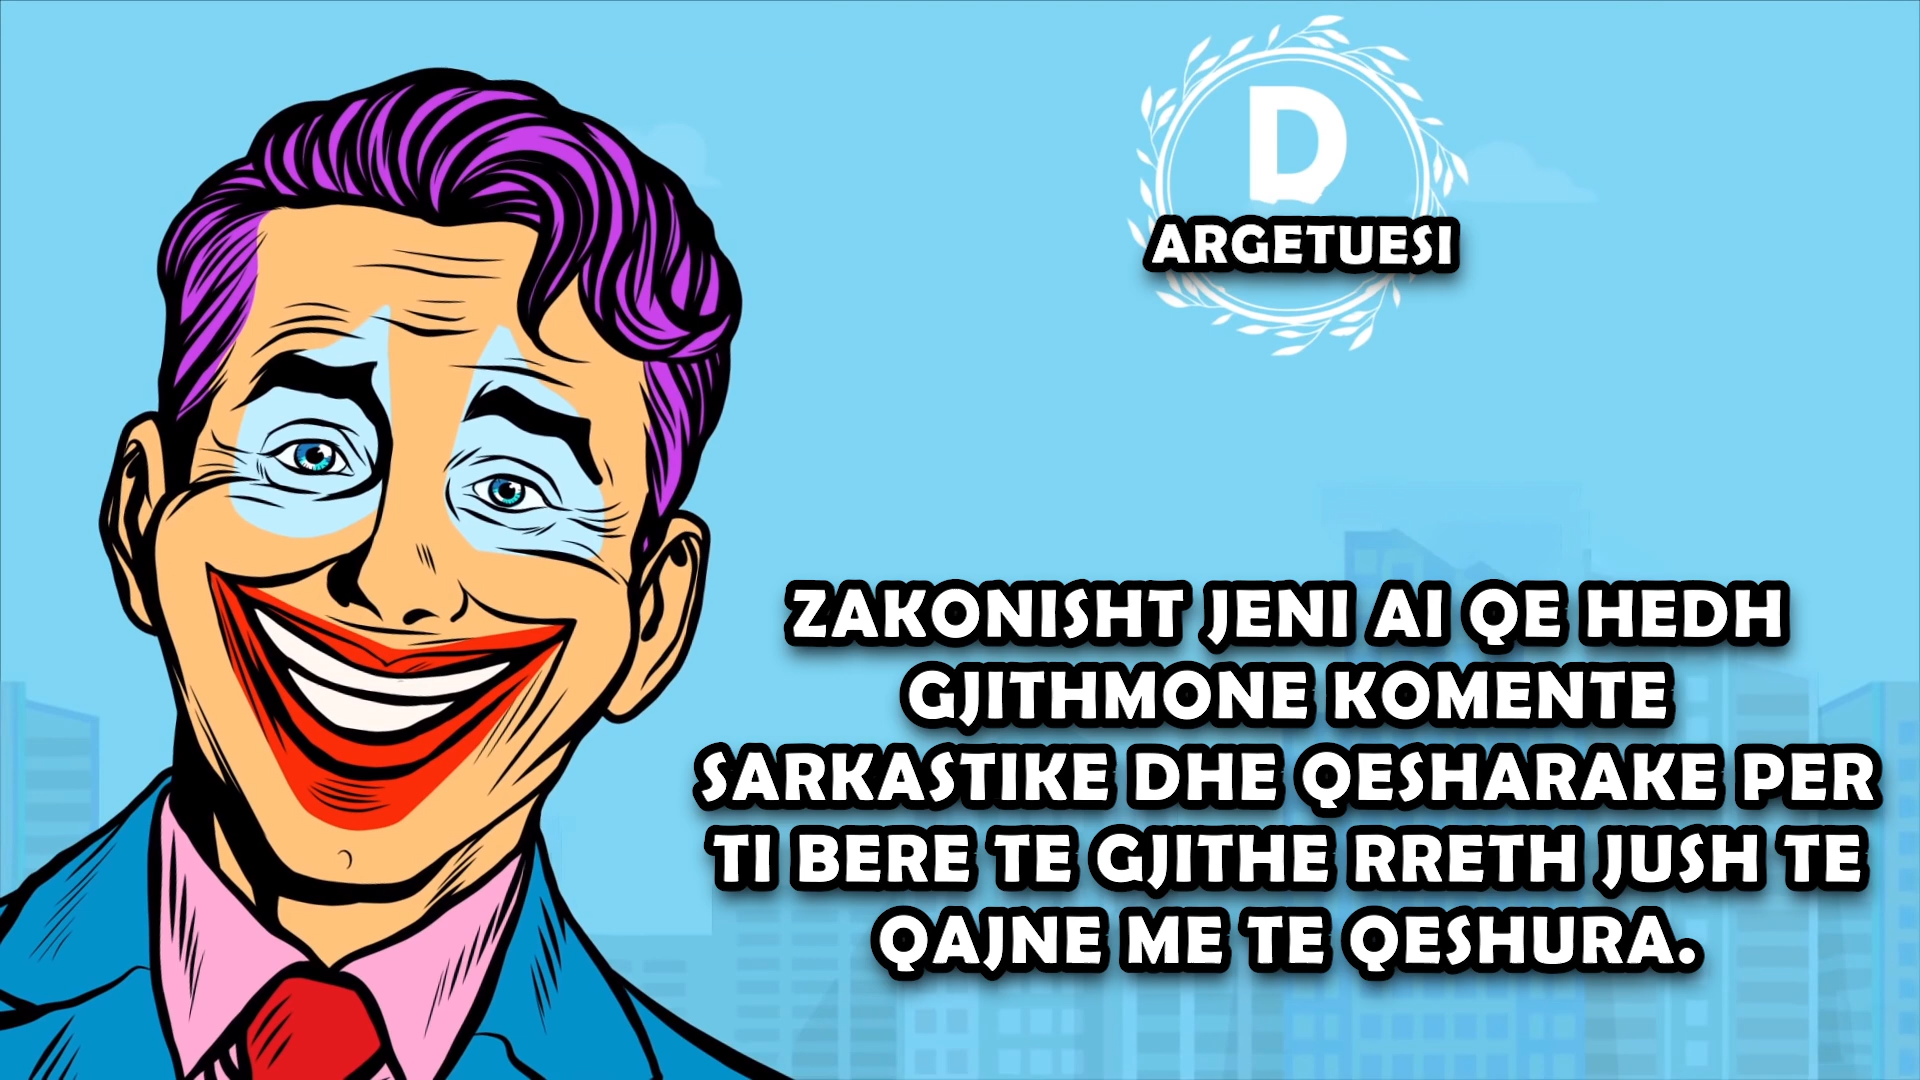 D
ARGETUESI
ZAKONISHT JENI AI QE HEDH
GJITHMONE KOMENTE
SARKASTIKE DHE QESHARAKE PER
TI BERE TE GJITHE RRETH JUSH TE
QAJNE ME TE QESHURA.